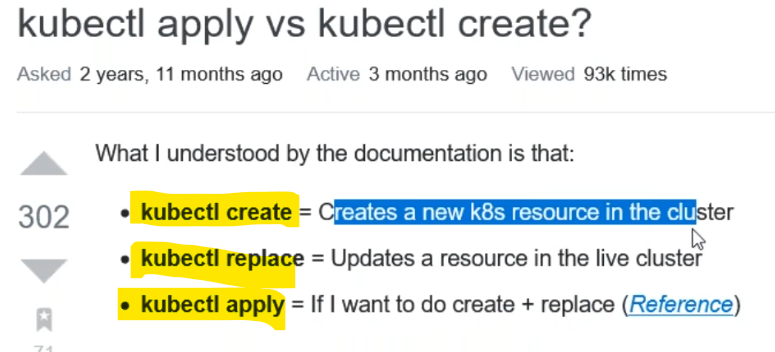 kubectl apply vs kubectl create?
Asked 2 years, 11 months ago Active 3 months ago Viewed 93k times
What I understood by the documentation is that:
302
• kubectl create = Creates a new k8s resource in the cluster
• kubectl replace = Updates a resource in the live cluster
• kubectl apply = If I want to do create + replace (Reference)